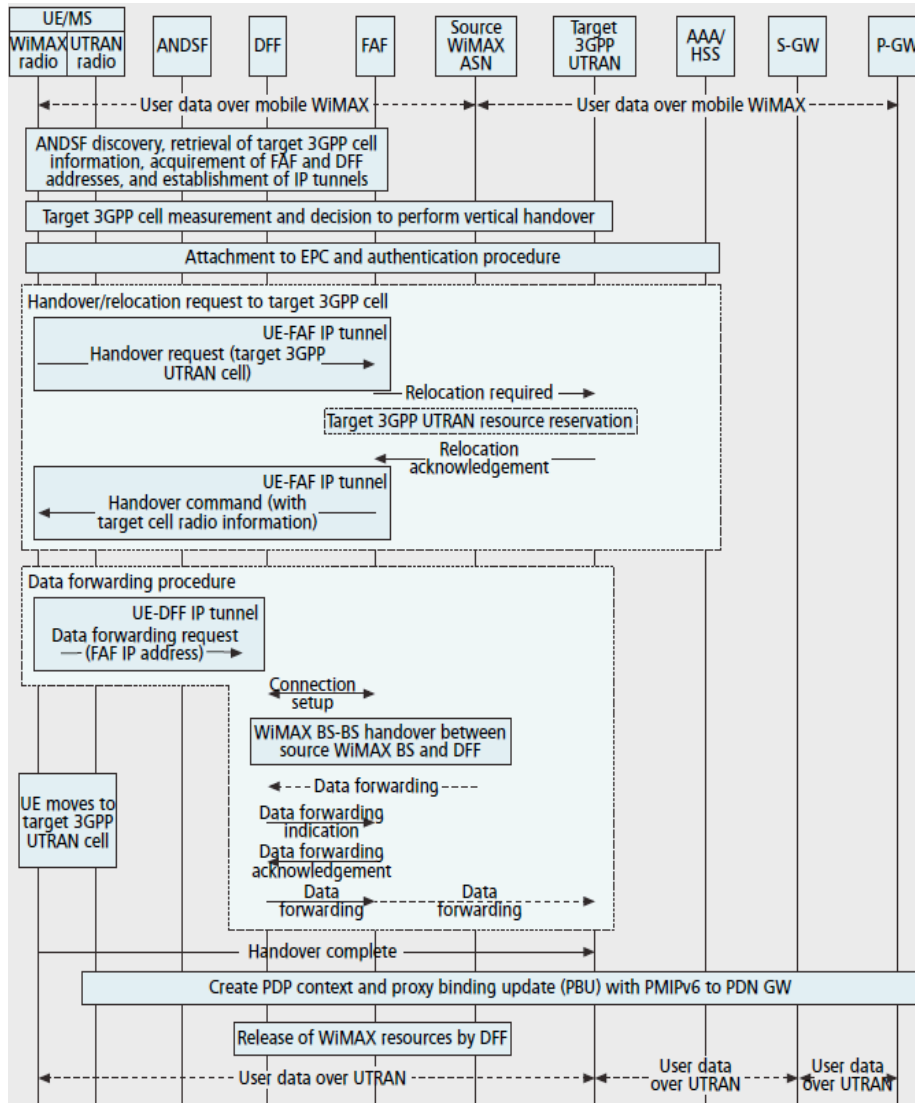 UE/MS
WiMAX
radio
UTRAN
radio
ANDSF
DFF
FAF
Source
WiMAX
ASN
Target
3GPP
UTRAN
AAA/
HSS
S-GW
P-GW
User data over mobile WiMAX
User data over mobile WiMAX
ANDSF discovery, retrieval of target 3GPP cell
information, acquirement of FAF and DFF
addresses, and establishment of IP tunnels
Target 3GPP cell measurement and decision to perform vertical handover
Attachment to EPC and authentication procedure
Handover/relocation request to target 3GPP cell
UE-FAF IP tunnel
Handover request (target 3GPP
UTRAN cell)
Relocation required
Target 3GPP UTRAN resource reservation
Relocation
acknowledgement
UE-FAF IP tunnel
Handover command (with
target cell radio information)
Data forwarding procedure
UE-DFF IP tunnel
Data forwarding request
(FAF IP address)
Connection
setup
WiMAX BS-BS handover between
source WiMAX BS and DFF
Data forwarding
UE moves to
target 3GPP
UTRAN cell
Data forwarding
indication
Data forwarding
acknowledgement
Data
forwarding
Data
forwarding
Handover complete
Create PDP context and proxy binding update (PBU) with PMIPv6 to PDN GW
Release of WiMAX resources by DFF
User data over UTRAN
User data
over UTRAN
User data
over UTRAN